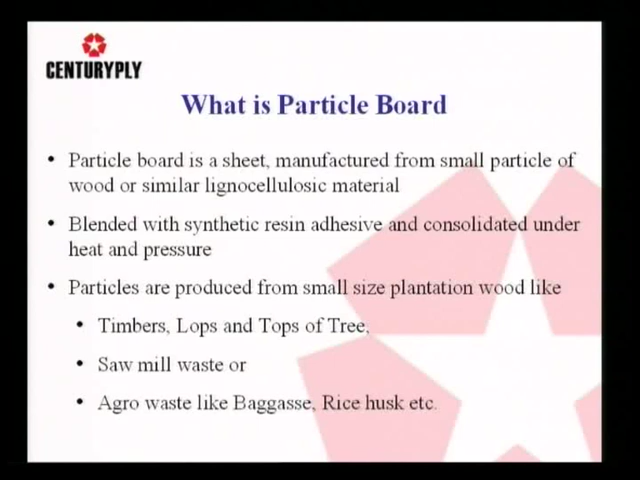 CENTURYPLY
What is Particle Board
• Particle board is a sheet, manufactured from small particle of
wood or similar lignocellulosic material
• Blended with synthetic resin adhesive and consolidated under
heat and pressure
• Particles are produced from small size plantation wood like
• Timbers, Lops and Tops of Tree,
• Saw mill waste or
• Agro waste like Baggasse, Rice husk etc.